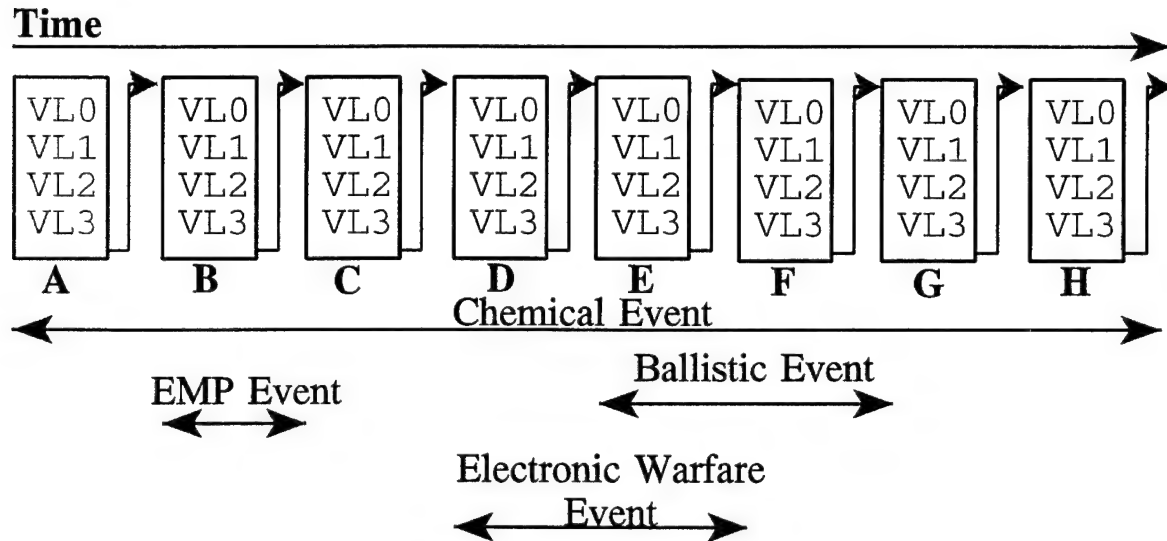 Time
VL0 VL0 VL0 VL0 VL0 VL0 VL0 VL0
VL1 VL1 VL1 VL1 VL1 VL1 VL1 VL1
VL2 VL2 VL2 VL2 VL2 VL2 VL2 VL2
VL3 VL3 VL3 VL3 VL3 VL3 VL3 VL3
A B C D E F G H
Chemical Event
Ballistic Event
EMP Event
Electronic Warfare
Event